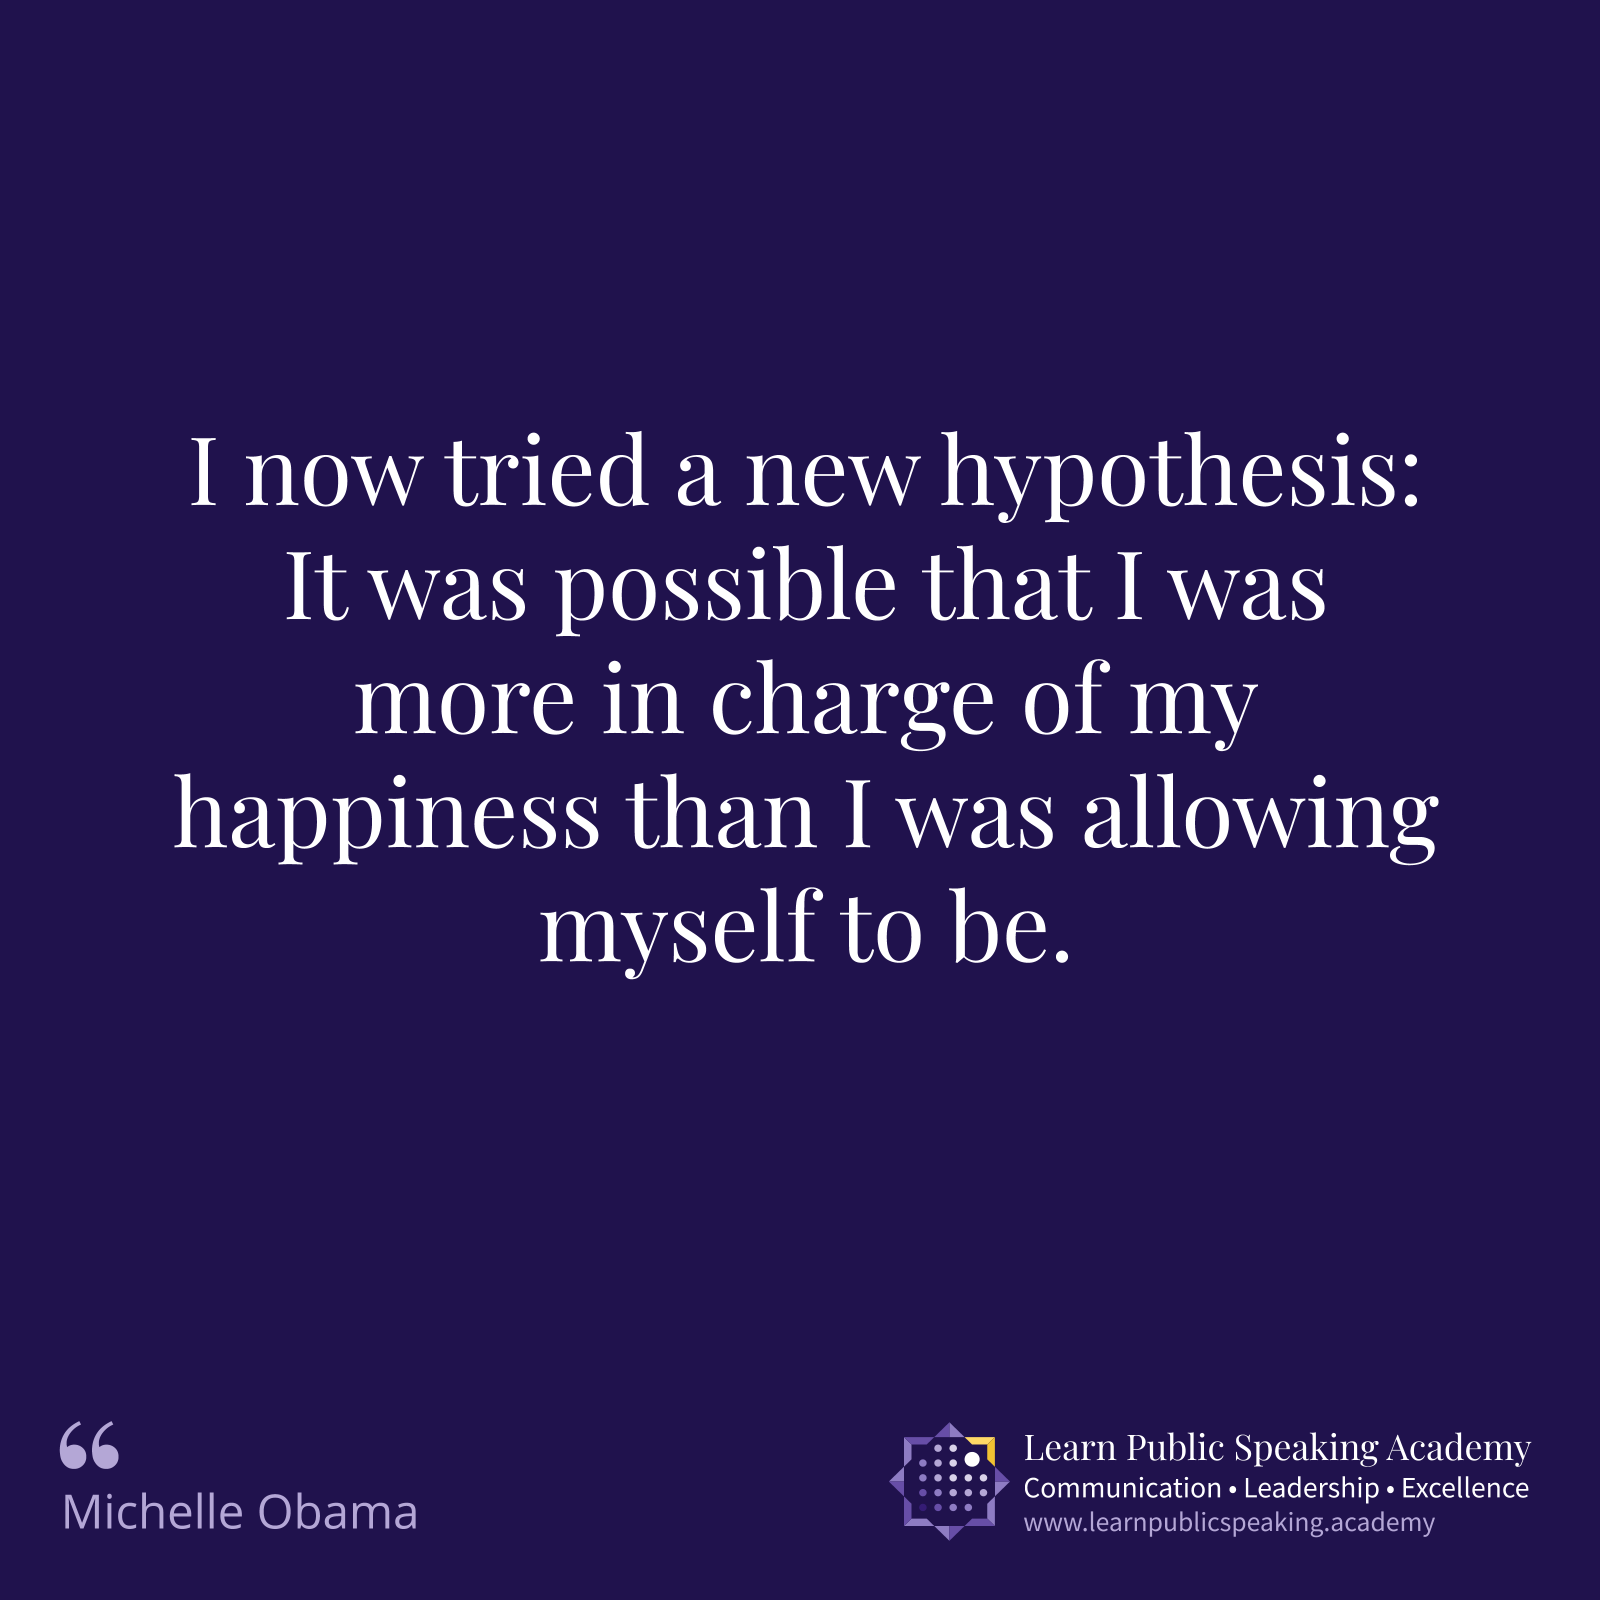 I now tried a new hypothesis:
It was possible that I was
more in charge of my
happiness than I was allowing
myself to be.
“
Michelle Obama
Learn Public Speaking Academy
Communication • Leadership • Excellence
www.learnpublicspeaking.academy